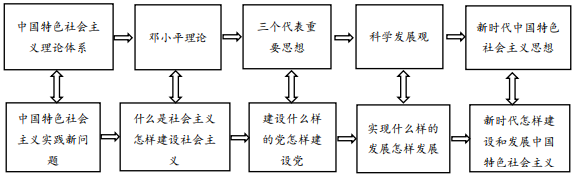 中国特色社会主
义理论体系
邓小平理论
三个代表重
要思想
科学发展观
新时代中国特色
社会主义思想
中国特色社会
主义实践新问
题
什么是社会主义
怎样建设社会主
义
建设什么样
的党怎样建
设党
实现什么样的
发展怎样发展
新时代怎样建
设和发展中国
特色社会主义